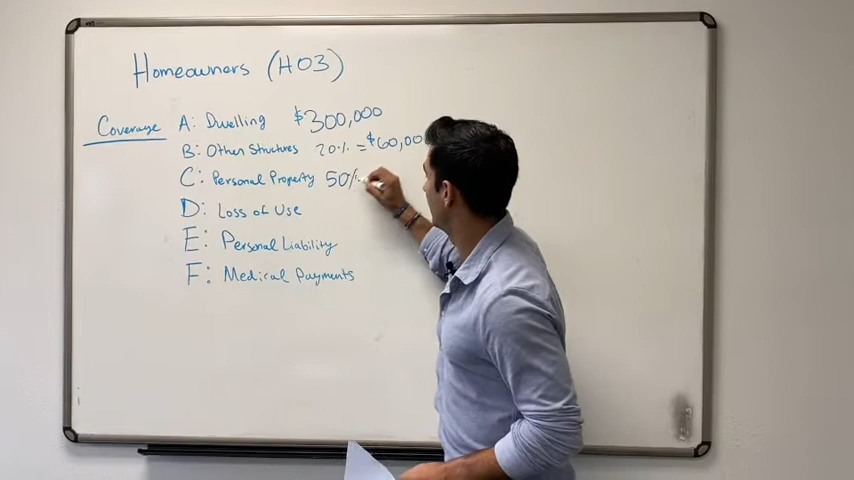 Homeowners (HO3)
Coverage A: Dwelling $300,000
B: Other Structures 20% = $60,00
C: Personal Property 50%
D: Loss of Use
E: Personal Liability
F: Medical Payments